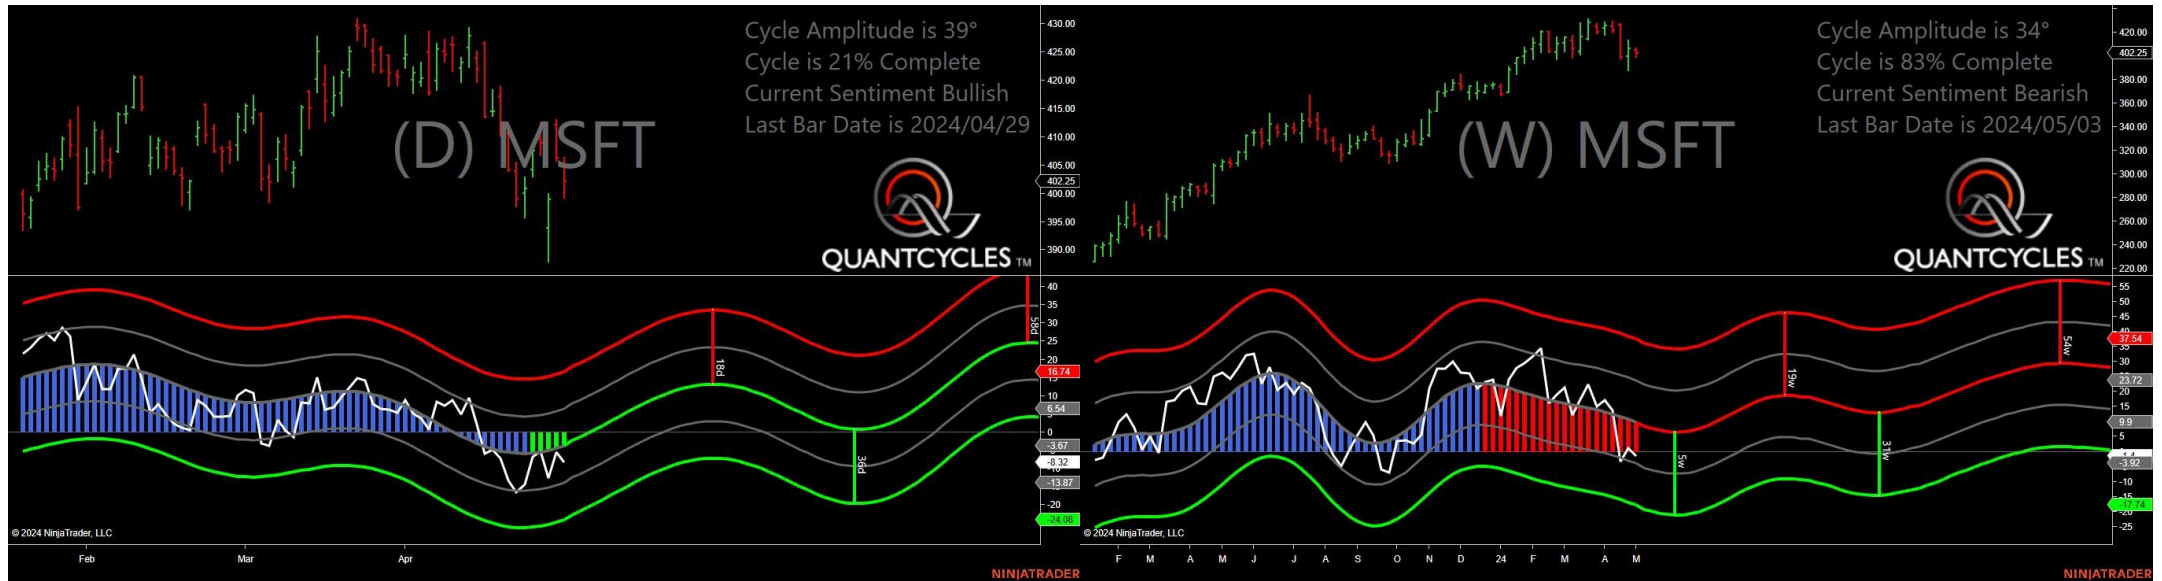 Cycle Amplitude is 39°
Cycle is 21% Complete
Current Sentiment Bullish
Last Bar Date is 2024/04/29
(D) MSFT
QUANTCYCLES TM
430.00
425.00
420.00
415.00
410.00
405.00
402.25
400.00
395.00
390.00
40
35
30
25
20
16.74
10
6.54
0
-3.67
-8.32
-13.87
-20
-24.08
18d
36d
58d
© 2024 NinjaTrader, LLC
Feb Mar Apr
NINJATRADER
Cycle Amplitude is 34°
Cycle is 83% Complete
Current Sentiment Bearish
Last Bar Date is 2024/05/03
(W) MSFT
QUANTCYCLES TM
420.00
402.25
380.00
360.00
340.00
320.00
300.00
280.00
260.00
240.00
220.00
55
50
45
37.54
35
30
23.72
20
15
9.9
5
-3.92
-10
-15
-17.74
-20
-25
5w
19w
31w
54w
© 2024 NinjaTrader, LLC
F M A M J J A S O N D 24 F M A M
NINJATRADER